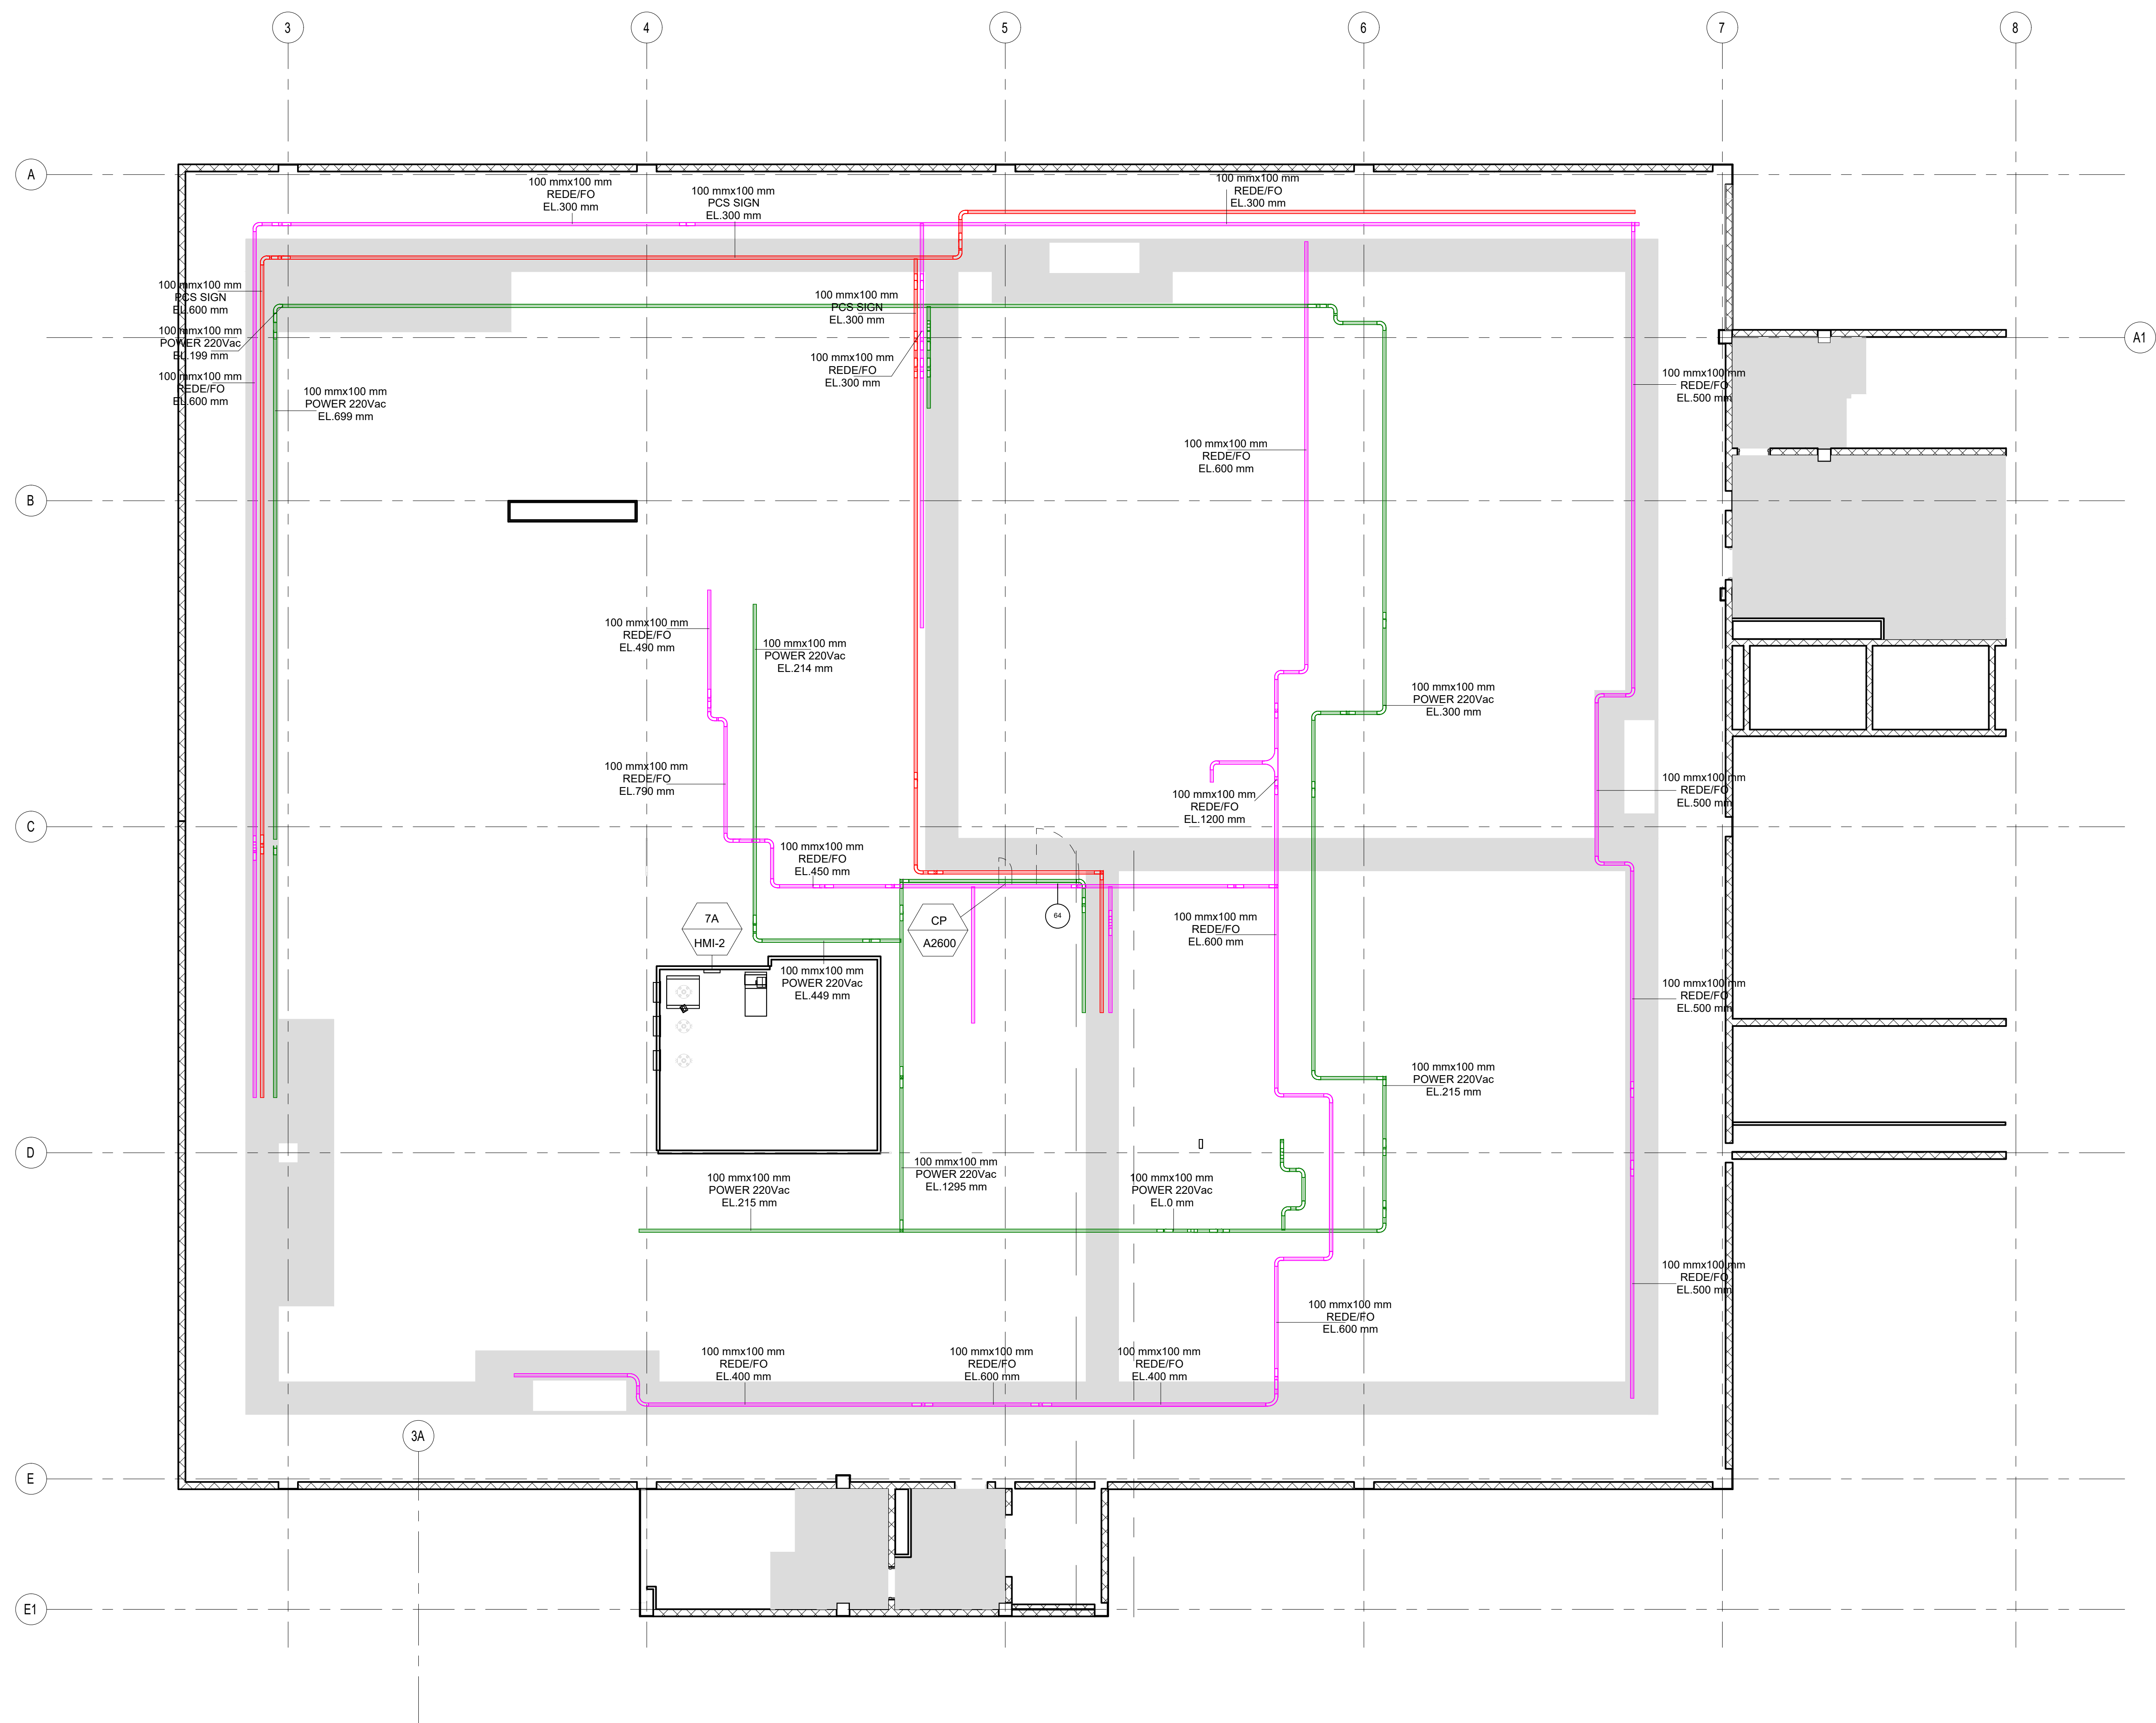 3
4
5
6
7
8
A
100 mmx100 mm
REDE/FO
EL.300 mm
100 mmx100 mm
PCS SIGN
EL.300 mm
100 mmx100 mm
REDE/FO
EL.300 mm
100 mmx100 mm
PCS SIGN
EL.600 mm
100 mmx100 mm
PCS SIGN
EL.300 mm
100 mmx100 mm
POWER 220Vac
EL.199 mm
A1
100 mmx100 mm
REDE/FO
EL.300 mm
100 mmx100 mm
REDE/FO
EL.600 mm
100 mmx100 mm
POWER 220Vac
EL.699 mm
100 mmx100 mm
REDE/FO
EL.500 mm
100 mmx100 mm
REDE/FO
EL.600 mm
B
100 mmx100 mm
REDE/FO
EL.490 mm
100 mmx100 mm
POWER 220Vac
EL.214 mm
100 mmx100 mm
POWER 220Vac
EL.300 mm
100 mmx100 mm
REDE/FO
EL.790 mm
100 mmx100 mm
REDE/FO
EL.1200 mm
100 mmx100 mm
REDE/FO
EL.500 mm
C
100 mmx100 mm
REDE/FO
EL.450 mm
7A
HMI-2
CP
A2600
64
100 mmx100 mm
REDE/FO
EL.600 mm
100 mmx100 mm
POWER 220Vac
EL.449 mm
100 mmx100 mm
REDE/FO
EL.500 mm
100 mmx100 mm
POWER 220Vac
EL.215 mm
D
100 mmx100 mm
POWER 220Vac
EL.215 mm
100 mmx100 mm
POWER 220Vac
EL.1295 mm
100 mmx100 mm
POWER 220Vac
EL.0 mm
100 mmx100 mm
REDE/FO
EL.500 mm
100 mmx100 mm
REDE/FO
EL.600 mm
100 mmx100 mm
REDE/FO
EL.400 mm
100 mmx100 mm
REDE/FO
EL.600 mm
100 mmx100 mm
REDE/FO
EL.400 mm
3A
E
E1